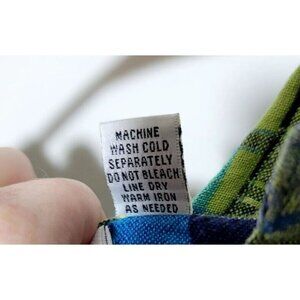 MACHINE
WASH COLD
SEPARATELY
DO NOT BLEACH
LINE DRY
WARM IRON
AS NEEDED